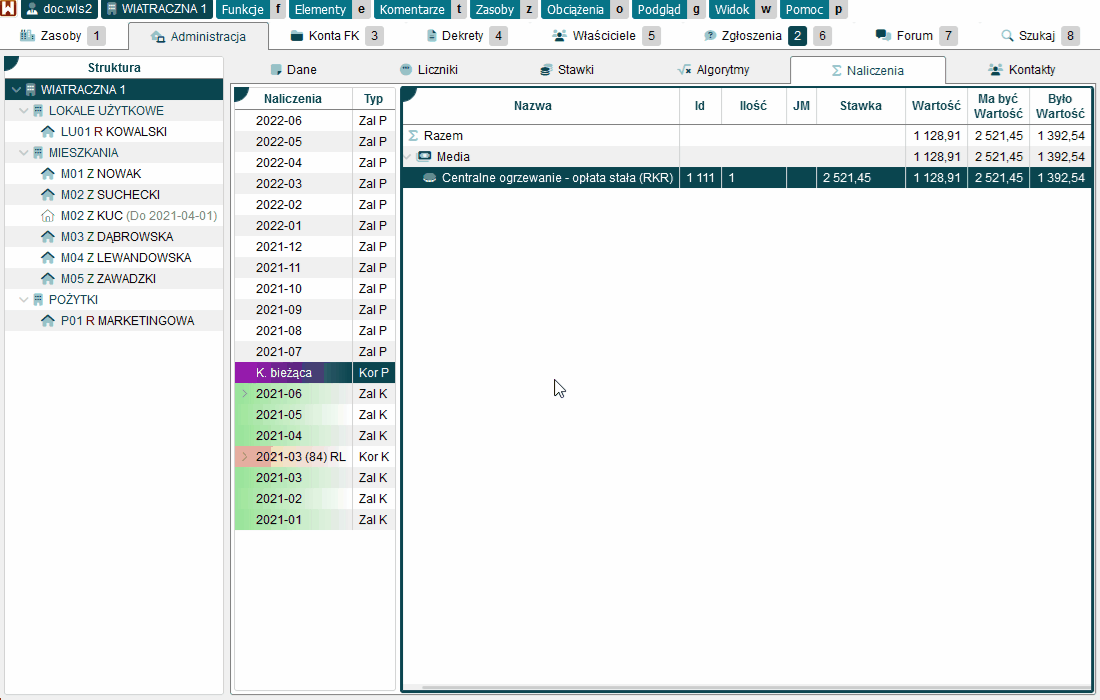 doc.wls2 WIATRACZNA 1 Funkcje f Elementy e Komentarze t Zasoby z Obciążenia o Podgląd g Widok w Pomoc p
Zasoby 1 Administracja Konta FK 3 Dekrety 4 Właściciele 5 Zgłoszenia 2 6 Forum 7 Szukaj 8
Struktura
WIATRACZNA 1
LOKALE UŻYTKOWE
LU01 R KOWALSKI
MIESZKANIA
M01 Z NOWAK
M02 Z SUCHECKI
M02 Z KUC (Do 2021-04-01)
M03 Z DĄBROWSKA
M04 Z LEWANDOWSKA
M05 Z ZAWADZKI
POŻYTKI
P01 R MARKETINGOWA
Dane Liczniki Stawki Algorytmy Naliczenia Kontakty
Naliczenia Typ
2022-06 Zal P
2022-05 Zal P
2022-04 Zal P
2022-03 Zal P
2022-02 Zal P
2022-01 Zal P
2021-12 Zal P
2021-11 Zal P
2021-10 Zal P
2021-09 Zal P
2021-08 Zal P
2021-07 Zal P
K. bieżąca Kor P
2021-06 Zal K
2021-05 Zal K
2021-04 Zal K
2021-03 (84) RL Kor K
2021-03 Zal K
2021-02 Zal K
2021-01 Zal K
Nazwa Id Ilość JM Stawka Wartość Ma być Wartość Było Wartość
Razem 1 128,91 2 521,45 1 392,54
Media 1 128,91 2 521,45 1 392,54
Centralne ogrzewanie - opłata stała (RKR) 1 111 1 2 521,45 1 128,91 2 521,45 1 392,54